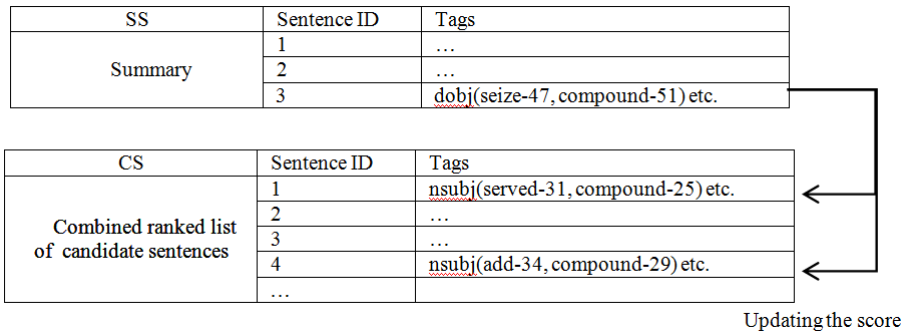 SS Sentence ID Tags
Summary
1 ...
2 ...
3 dobj(seize-47, compound-51) etc.
CS Sentence ID Tags
Combined ranked list
of candidate sentences
1 nsubj(served-31, compound-25) etc.
2 ...
3 ...
4 nsubj(add-34, compound-29) etc.
...
Updating the score